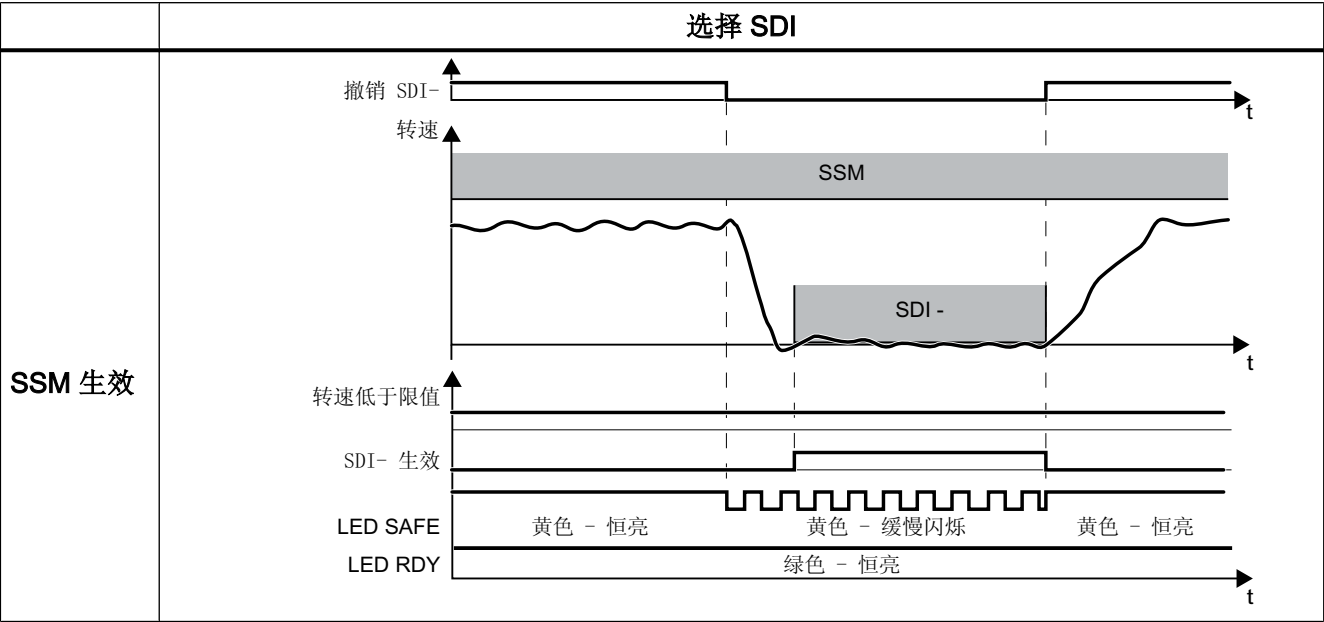 选择 SDI
SSM 生效
撤销 SDI-
t
转速
SSM
SDI -
t
转速低于限值
SDI- 生效
LED SAFE 黄色 - 恒亮 黄色 - 缓慢闪烁 黄色 - 恒亮
LED RDY 绿色 - 恒亮
t